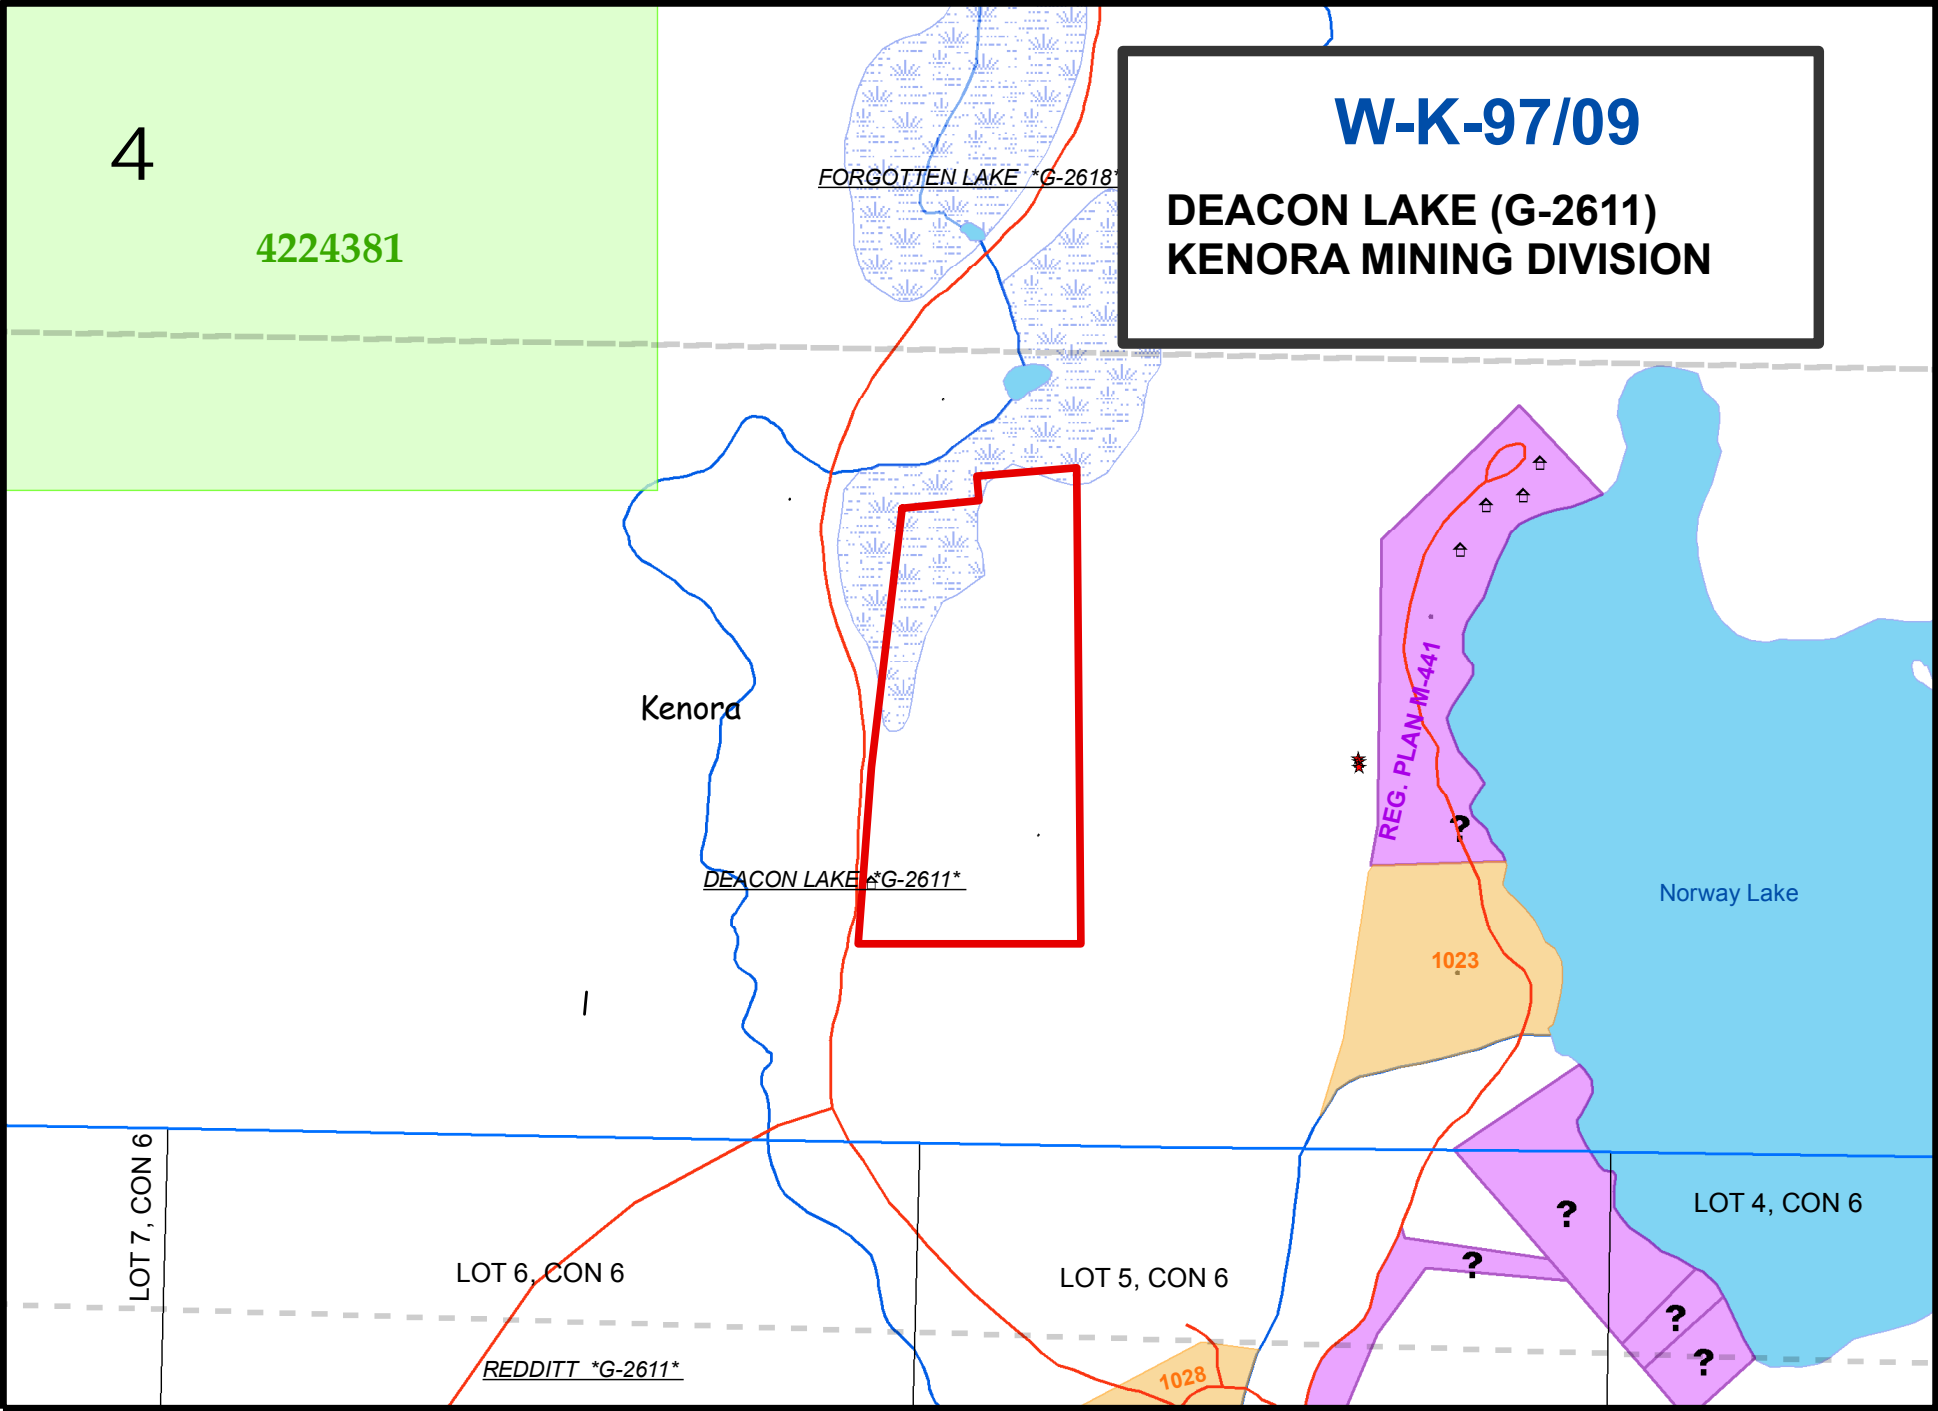 W-K-97/09
DEACON LAKE (G-2611)
KENORA MINING DIVISION
4
4224381
FORGOTTEN LAKE *G-2618*
Kenora
REG. PLAN M-441
?
DEACON LAKE *G-2611*
Norway Lake
1023
LOT 7, CON 6
LOT 6, CON 6
LOT 5, CON 6
LOT 4, CON 6
?
?
?
?
REDDITT *G-2611*
1028